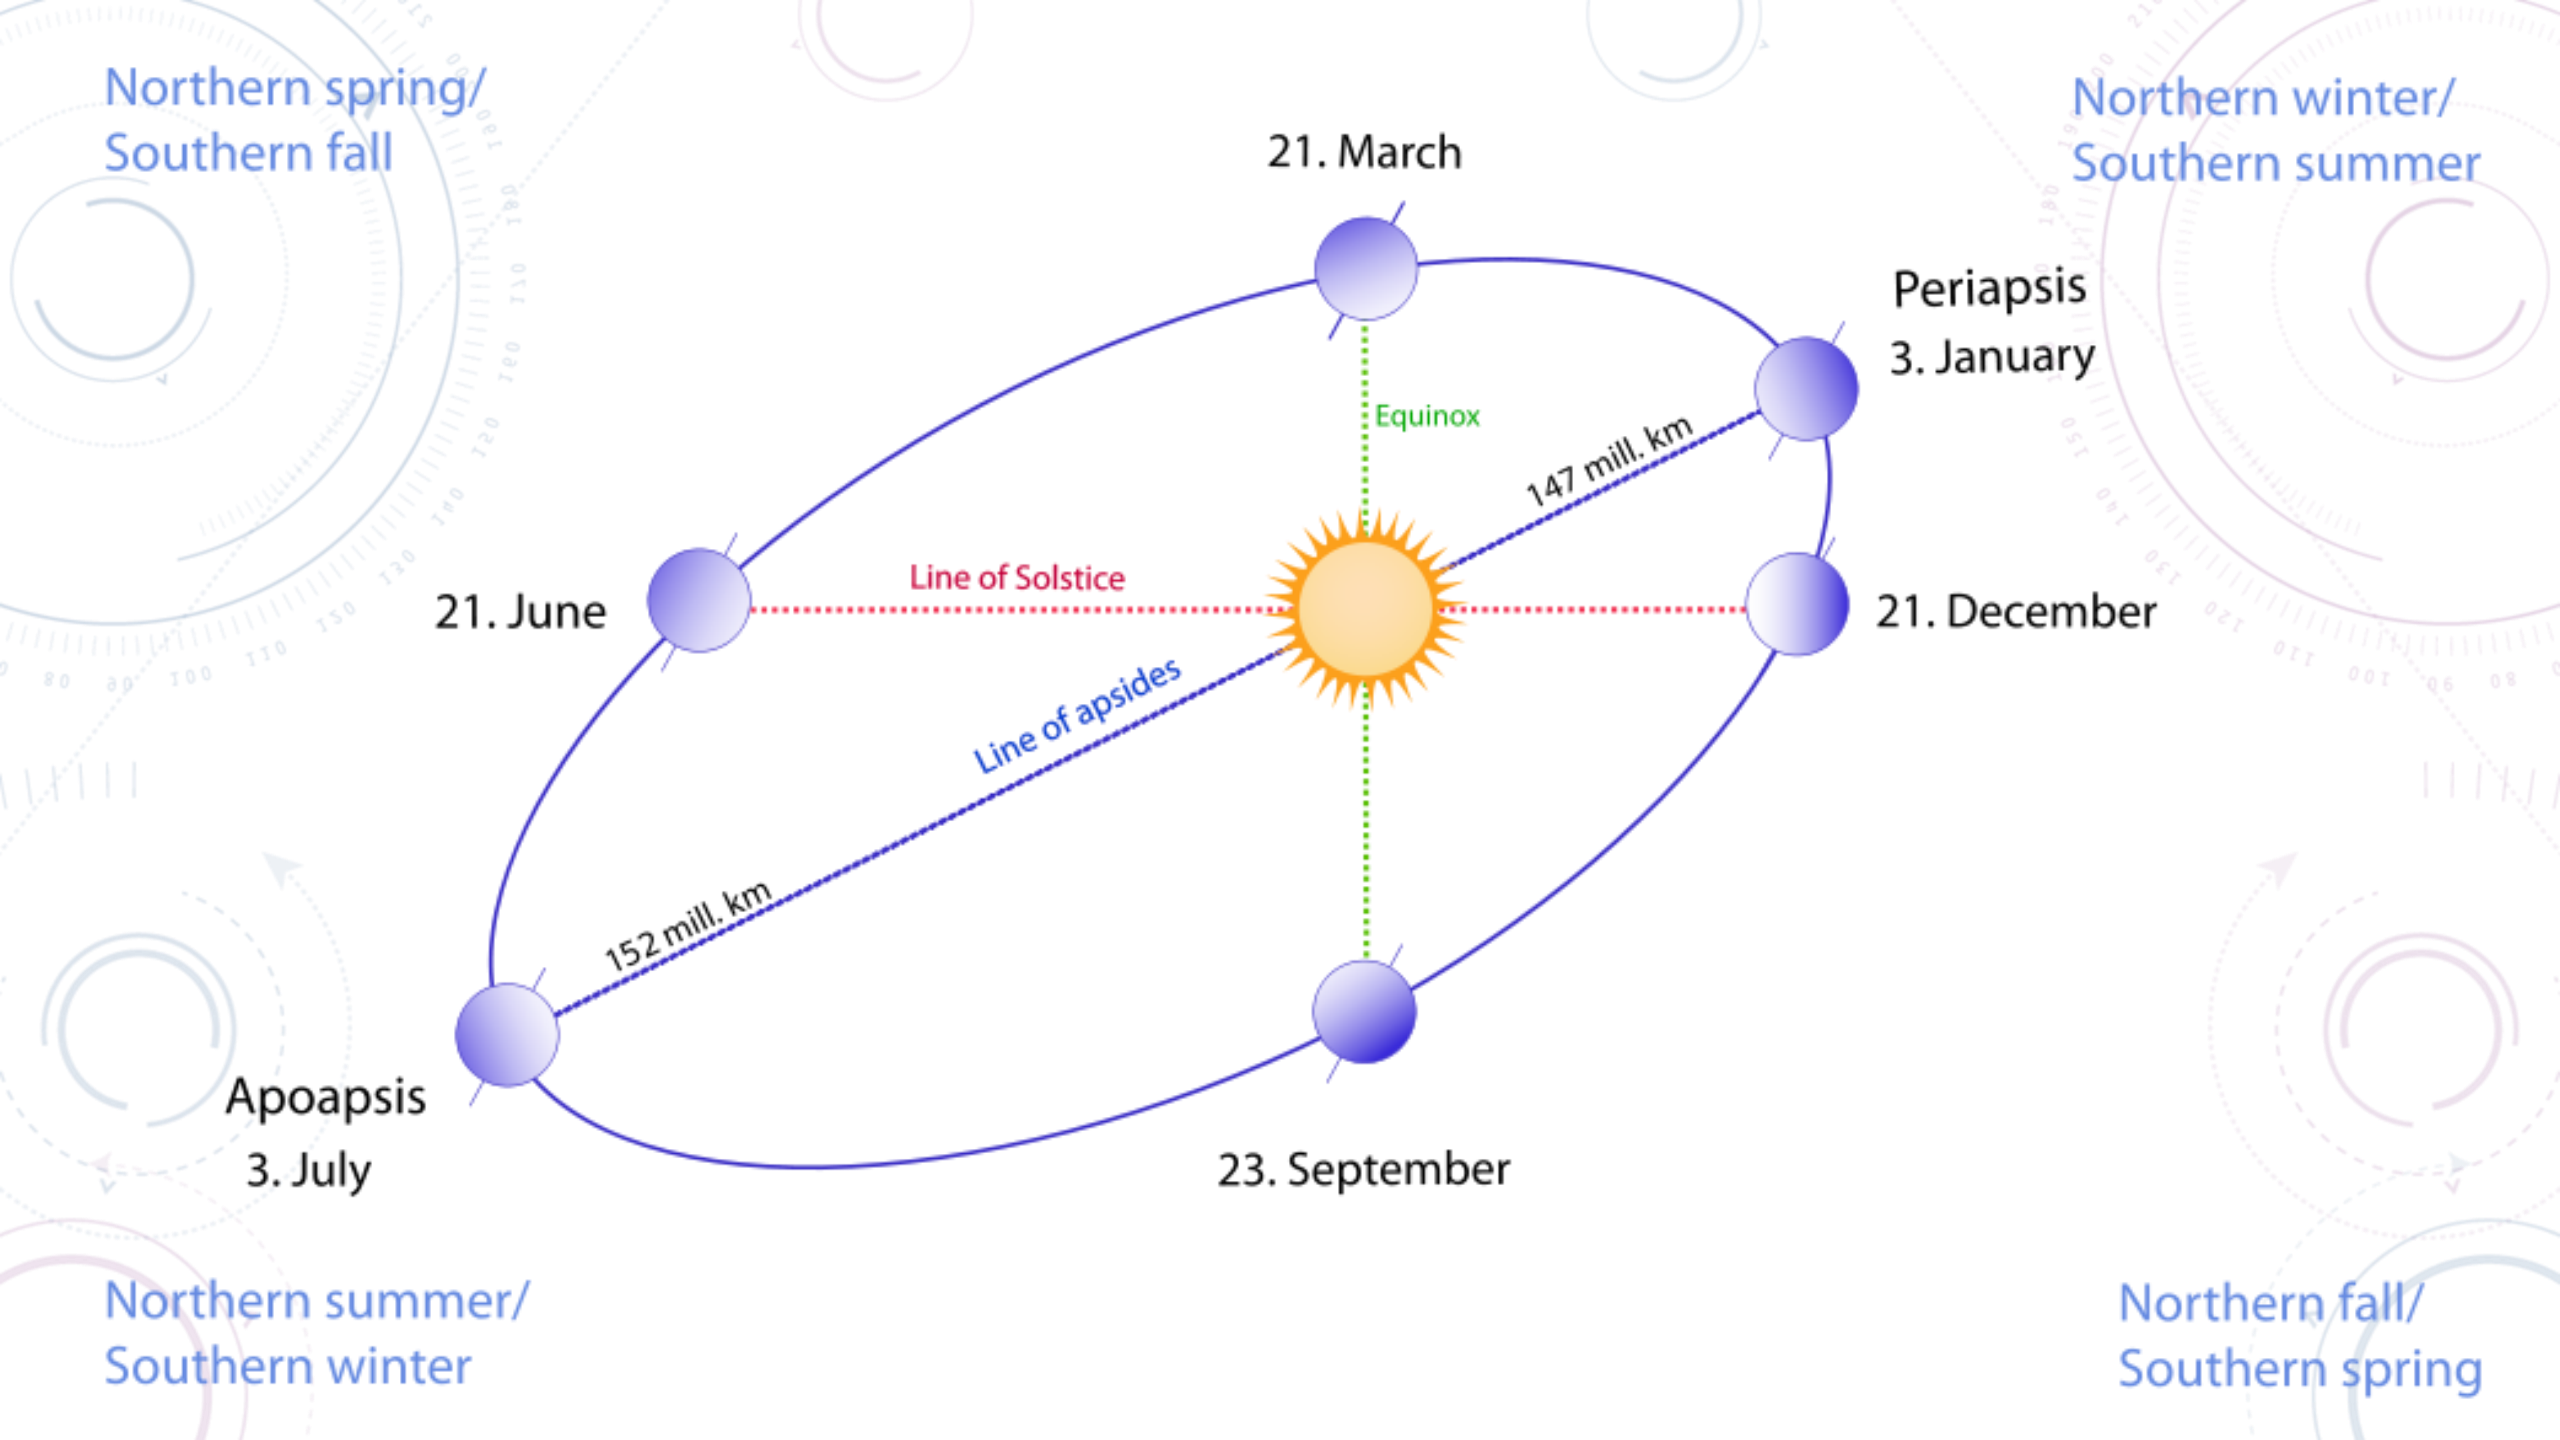 Northern spring/
Southern fall
Northern winter/
Southern summer
21. March
Periapsis
3. January
Equinox
147 mill. km
Line of Solstice
21. June
21. December
Line of apsides
152 mill. km
Apoapsis
3. July
23. September
Northern summer/
Southern winter
Northern fall/
Southern spring